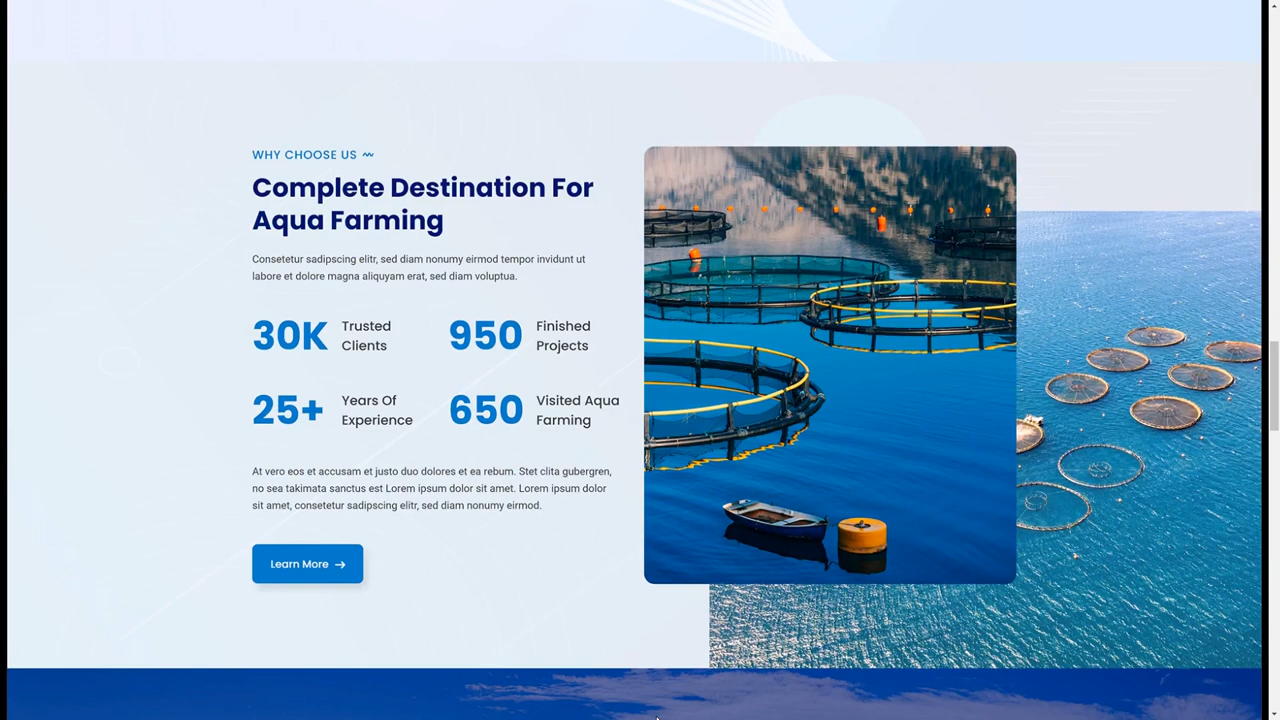 WHY CHOOSE US
Complete Destination For
Aqua Farming
Consetetur sadipscing elitr, sed diam nonumy eirmod tempor invidunt ut
labore et dolore magna aliquyam erat, sed diam voluptua.
30K Trusted Clients
950 Finished Projects
25+ Years Of Experience
650 Visited Aqua Farming
At vero eos et accusam et justo duo dolores et ea rebum. Stet clita gubergren,
no sea takimata sanctus est Lorem ipsum dolor sit amet. Lorem ipsum dolor
sit amet, consetetur sadipscing elitr, sed diam nonumy eirmod.
Learn More